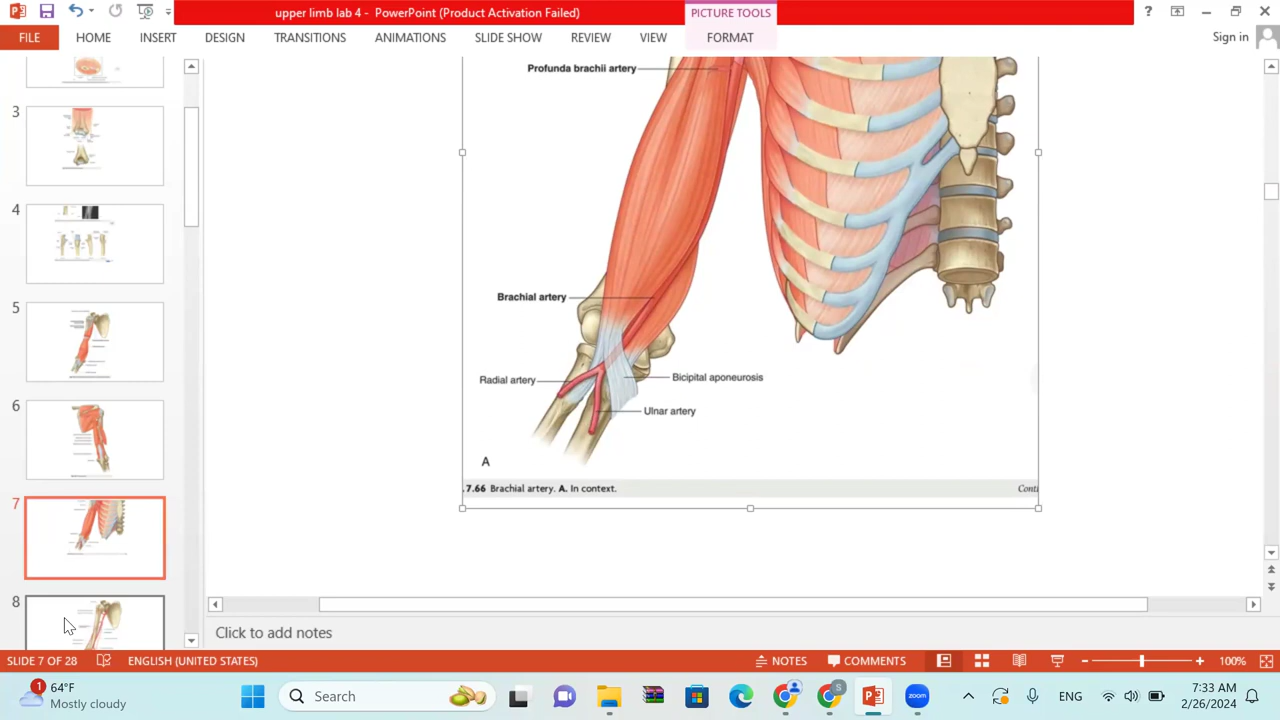 upper limb lab 4 - PowerPoint (Product Activation Failed)
PICTURE TOOLS
?
FILE
HOME
INSERT
DESIGN
TRANSITIONS
ANIMATIONS
SLIDE SHOW
REVIEW
VIEW
FORMAT
Sign in
3
4
5
6
7
8
Profunda brachii artery
Brachial artery
Radial artery
Bicipital aponeurosis
Ulnar artery
A
.7.66 Brachial artery. A. In context.
Conti
Click to add notes
SLIDE 7 OF 28
ENGLISH (UNITED STATES)
NOTES
COMMENTS
100%
1
64°F
Mostly cloudy
Search
S
ENG
7:33 AM
2/26/2024